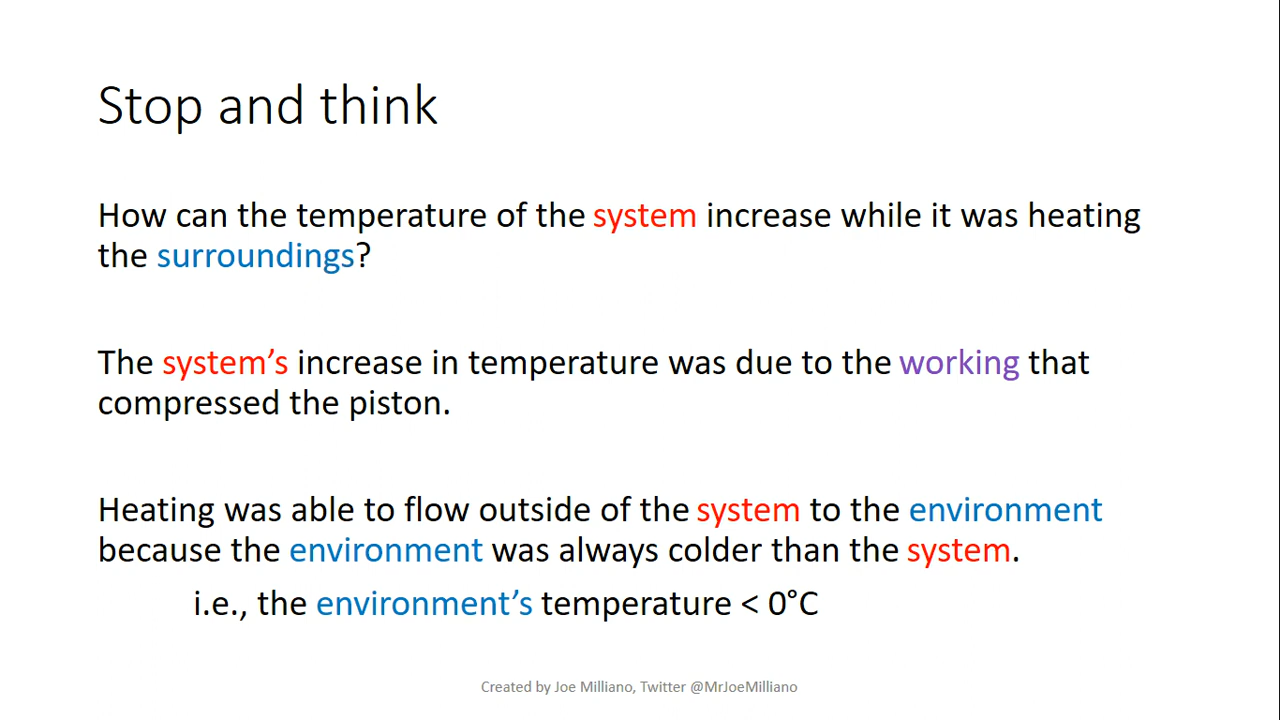 Stop and think
How can the temperature of the system increase while it was heating
the surroundings?
The system’s increase in temperature was due to the working that
compressed the piston.
Heating was able to flow outside of the system to the environment
because the environment was always colder than the system.
i.e., the environment’s temperature < 0°C
Created by Joe Milliano, Twitter @MrJoeMilliano